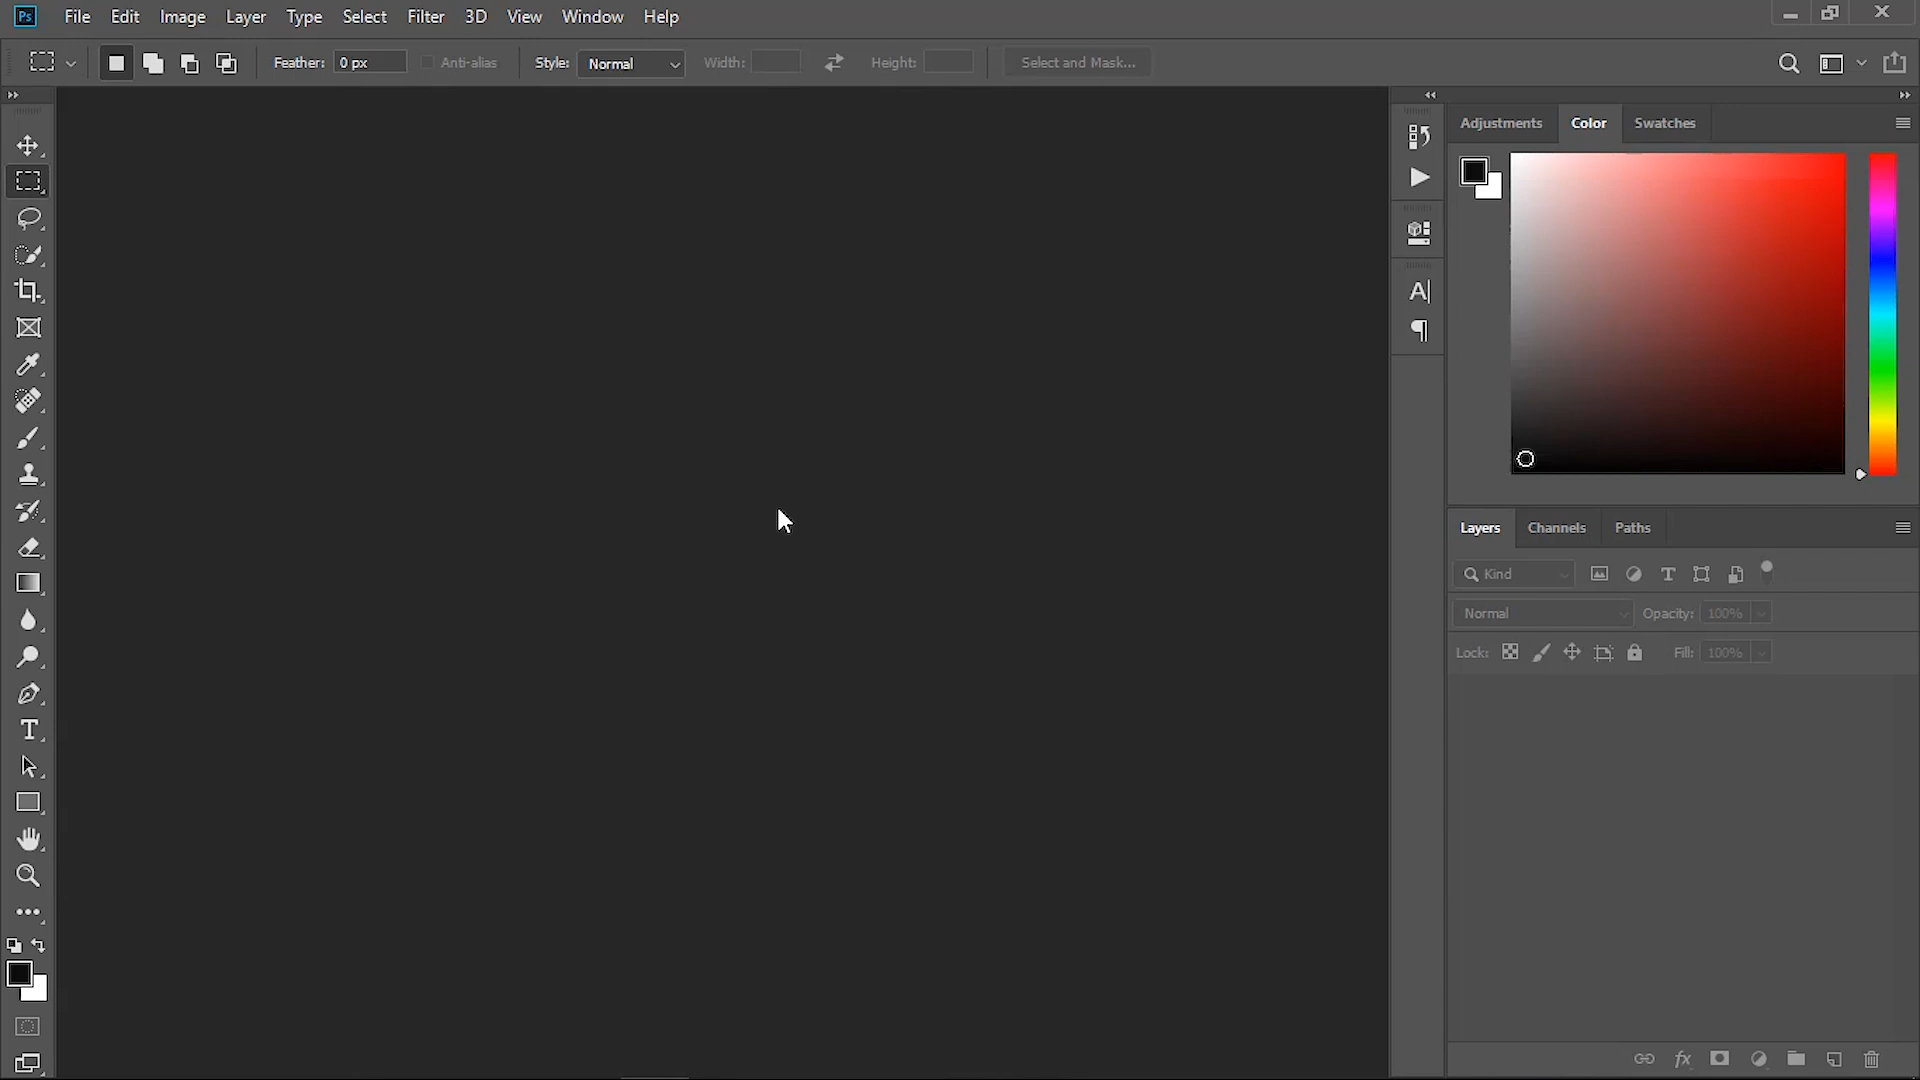 Ps File Edit Image Layer Type Select Filter 3D View Window Help
Feather: 0 px Anti-alias Style: Normal Width: Height: Select and Mask...
Adjustments Color Swatches
Layers Channels Paths
Kind
Normal Opacity: 100%
Lock: Fill: 100%